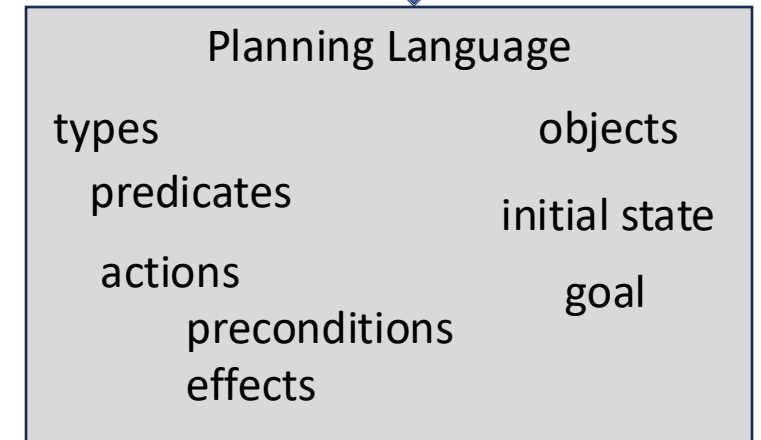 Planning Language
types
predicates
actions
preconditions
effects
objects
initial state
goal